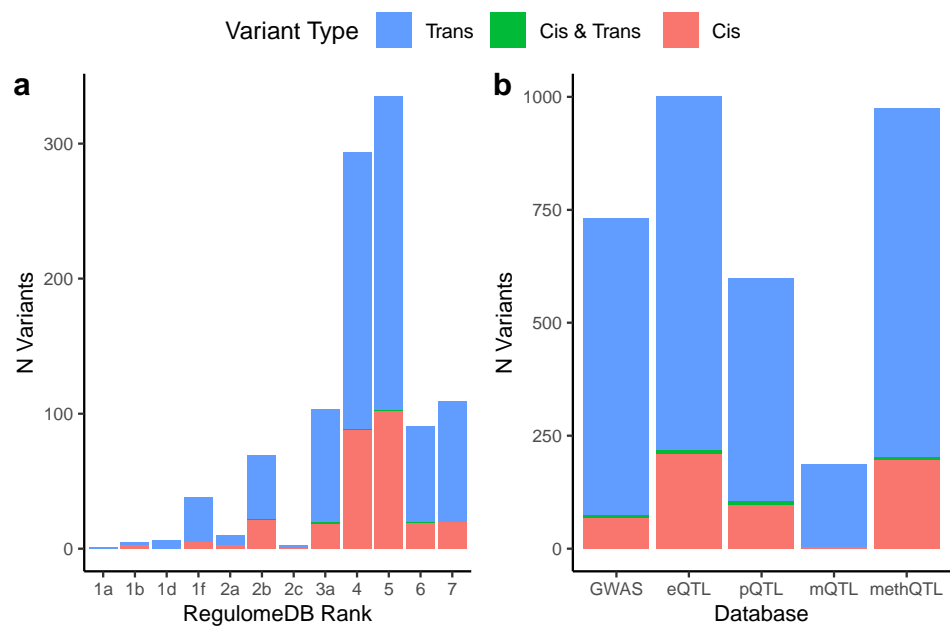 Variant Type Trans Cis & Trans Cis
a
N Variants
300
200
100
0
1a 1b 1d 1f 2a 2b 2c 3a 4 5 6 7
RegulomeDB Rank
b
N Variants
1000
750
500
250
0
GWAS eQTL pQTL mQTL methQTL
Database